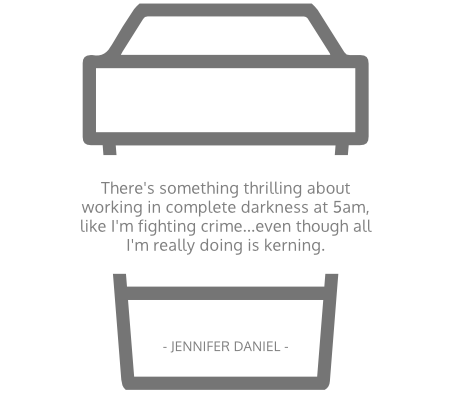 There's something thrilling about
working in complete darkness at 5am,
like I'm fighting crime...even though all
I'm really doing is kerning.
- JENNIFER DANIEL -